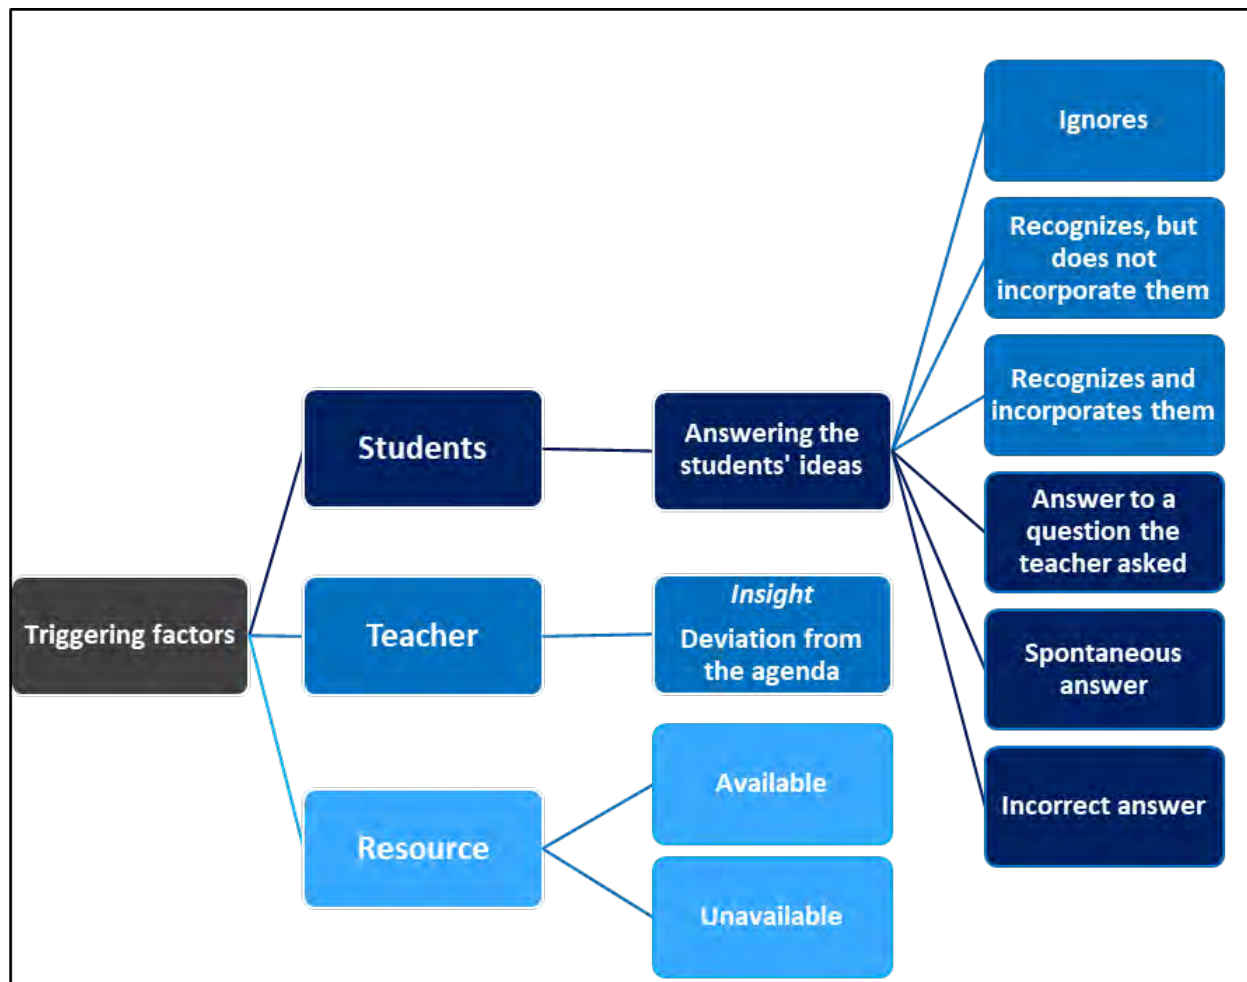 Triggering factors
Students
Answering the
students' ideas
Ignores
Recognizes, but
does not
incorporate them
Recognizes and
incorporates them
Answer to a
question the
teacher asked
Spontaneous
answer
Incorrect answer
Teacher
Insight
Deviation from
the agenda
Resource
Available
Unavailable